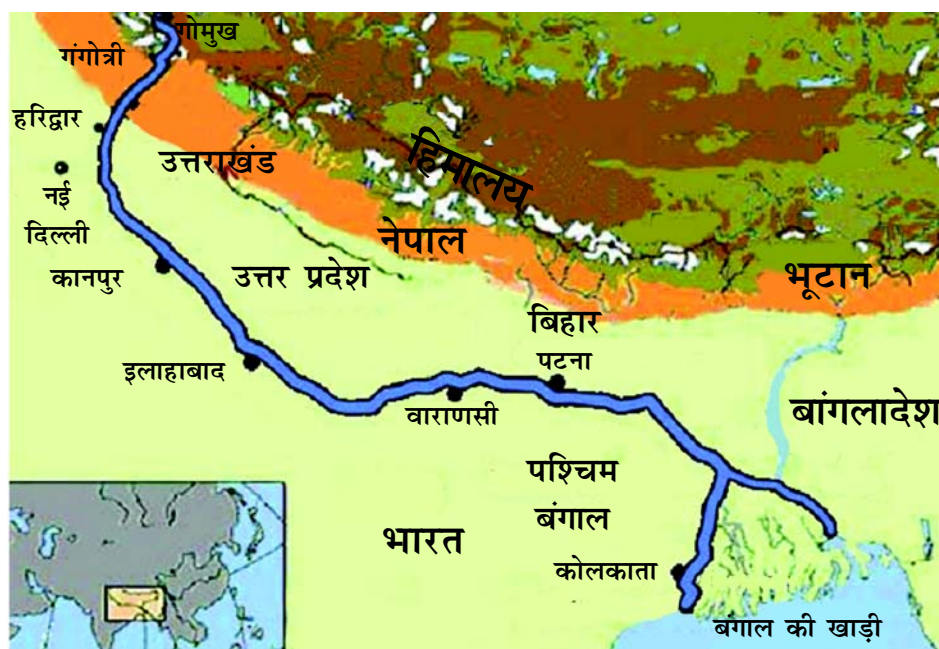 गोमुख
गंगोत्री
हरिद्वार
उत्तराखंड
हिमालय
नई
दिल्ली
नेपाल
कानपुर
उत्तर प्रदेश
भूटान
बिहार
पटना
इलाहाबाद
वाराणसी
बांगलादेश
पश्चिम
बंगाल
भारत
कोलकाता
बंगाल की खाड़ी